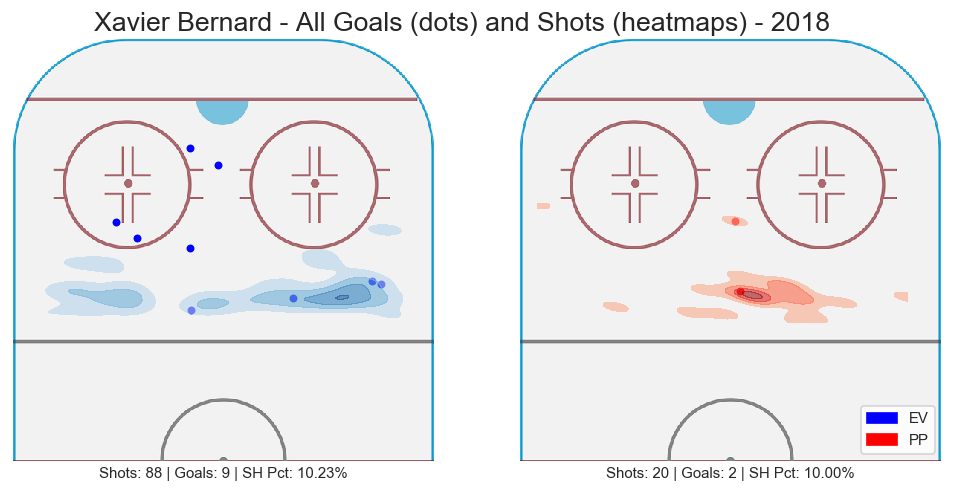 Xavier Bernard - All Goals (dots) and Shots (heatmaps) - 2018
EV
PP
Shots: 88 | Goals: 9 | SH Pct: 10.23%
Shots: 20 | Goals: 2 | SH Pct: 10.00%